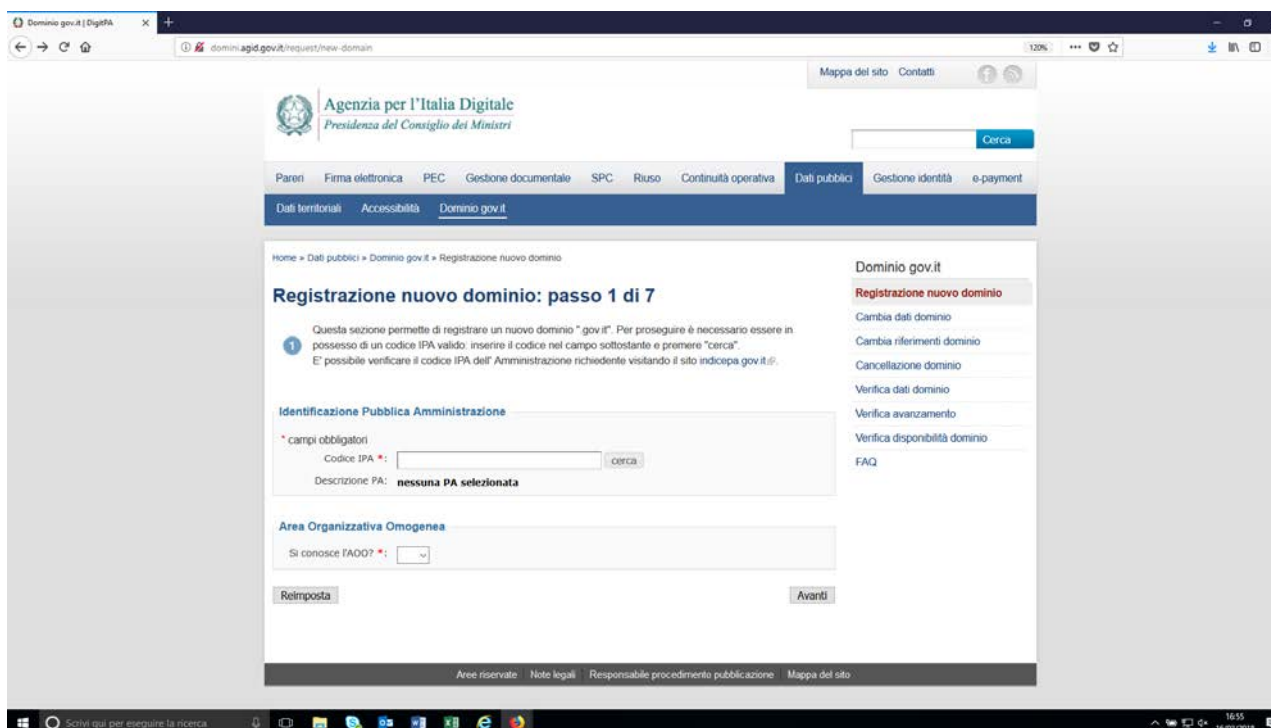 Dominio gov.it | DigitPA
domini.agid.gov.it/request/new-domain
120%
Mappa del sito Contatti
Agenzia per l'Italia Digitale
Presidenza del Consiglio dei Ministri
Cerca
Pareri Firma elettronica PEC Gestione documentale SPC Riuso Continuità operativa Dati pubblici Gestione identità e-payment
Dati territoriali Accessibilità Dominio gov.it
Home » Dati pubblici » Dominio gov.it » Registrazione nuovo dominio
Registrazione nuovo dominio: passo 1 di 7
1
Questa sezione permette di registrare un nuovo dominio ".gov.it". Per proseguire è necessario essere in
possesso di un codice IPA valido: inserire il codice nel campo sottostante e premere "cerca".
E' possibile verificare il codice IPA dell' Amministrazione richiedente visitando il sito indicepa.gov.it.
Identificazione Pubblica Amministrazione
* campi obbligatori
Codice IPA *:
cerca
Descrizione PA: nessuna PA selezionata
Area Organizzativa Omogenea
Si conosce l'AOO? *:
Reimposta
Avanti
Dominio gov.it
Registrazione nuovo dominio
Cambia dati dominio
Cambia riferimenti dominio
Cancellazione dominio
Verifica dati dominio
Verifica avanzamento
Verifica disponibilità dominio
FAQ
Aree riservate Note legali Responsabile procedimento pubblicazione Mappa del sito
Scrivi qui per eseguire la ricerca
16:55